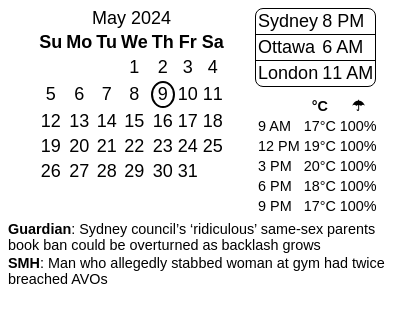 May 2024
Su Mo Tu We Th Fr Sa
1 2 3 4
5 6 7 8 9 10 11
12 13 14 15 16 17 18
19 20 21 22 23 24 25
26 27 28 29 30 31
Sydney 8 PM
Ottawa 6 AM
London 11 AM
°C ☂
9 AM 17°C 100%
12 PM 19°C 100%
3 PM 20°C 100%
6 PM 18°C 100%
9 PM 17°C 100%
Guardian: Sydney council’s ‘ridiculous’ same-sex parents
book ban could be overturned as backlash grows
SMH: Man who allegedly stabbed woman at gym had twice
breached AVOs